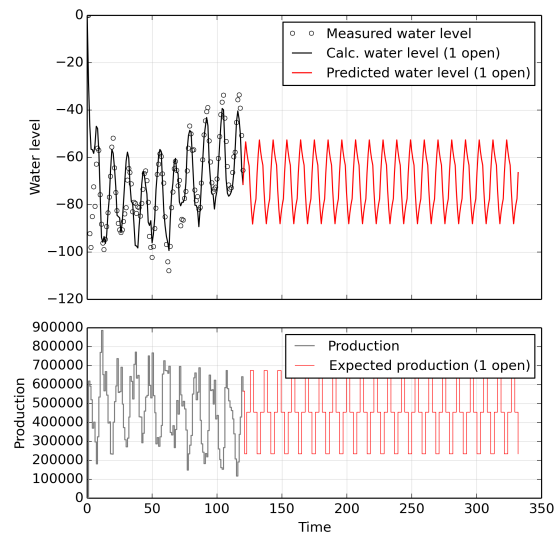 0
−20
−40
−60
−80
−100
−120
Water level
Measured water level
Calc. water level (1 open)
Predicted water level (1 open)
900000
800000
700000
600000
500000
400000
300000
200000
100000
0
Production
Production
Expected production (1 open)
0 50 100 150 200 250 300 350
Time